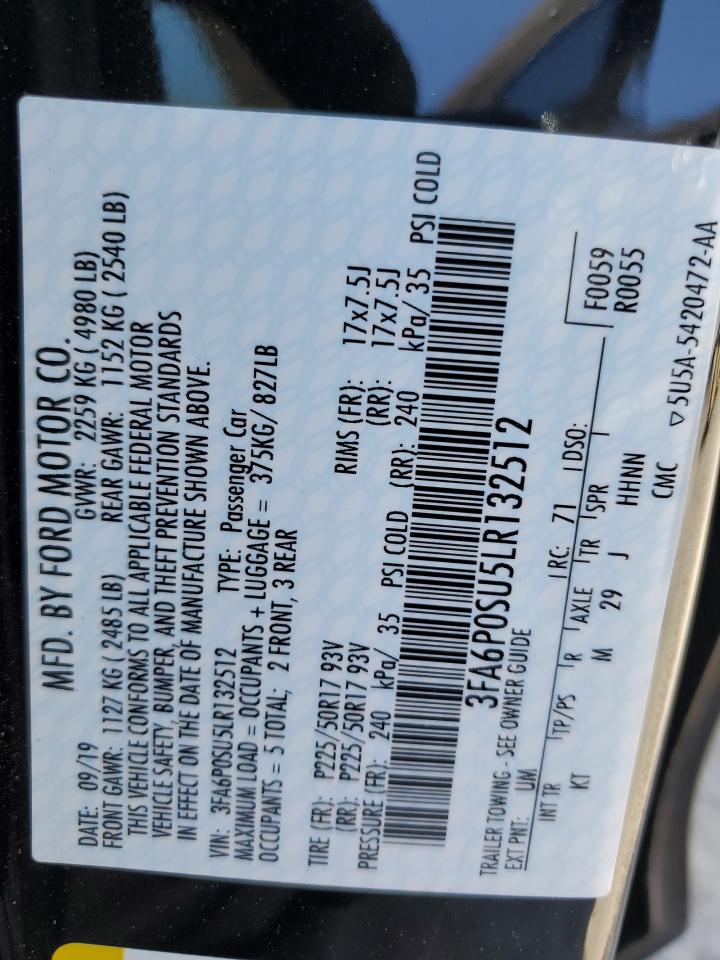 MFD. BY FORD MOTOR CO.
DATE: 09/19 GVWR: 2259 KG ( 4980 LB)
FRONT GAWR: 1127 KG ( 2485 LB) REAR GAWR: 1152 KG ( 2540 LB)
THIS VEHICLE CONFORMS TO ALL APPLICABLE FEDERAL MOTOR
VEHICLE SAFETY, BUMPER, AND THEFT PREVENTION STANDARDS
IN EFFECT ON THE DATE OF MANUFACTURE SHOWN ABOVE.
VIN: 3FA6P0SU5LR132512 TYPE: Passenger Car
MAXIMUM LOAD = OCCUPANTS + LUGGAGE = 375KG/ 827LB
OCCUPANTS = 5 TOTAL; 2 FRONT, 3 REAR
TIRE (FR): P225/50R17 93V RIMS (FR): 17x7.5J
(RR): P225/50R17 93V (RR): 17x7.5J
PRESSURE (FR): 240 kPa/ 35 PSI COLD (RR): 240 kPa/ 35 PSI COLD
3FA6P0SU5LR132512
TRAILER TOWING - SEE OWNER GUIDE
EXT PNT: UM RC: 71 DSO: F0059
R0055
INT TR TP/PS R AXLE TR SPR
KT M 29 J HHNN
CMC ▽5U5A-5420472-AA